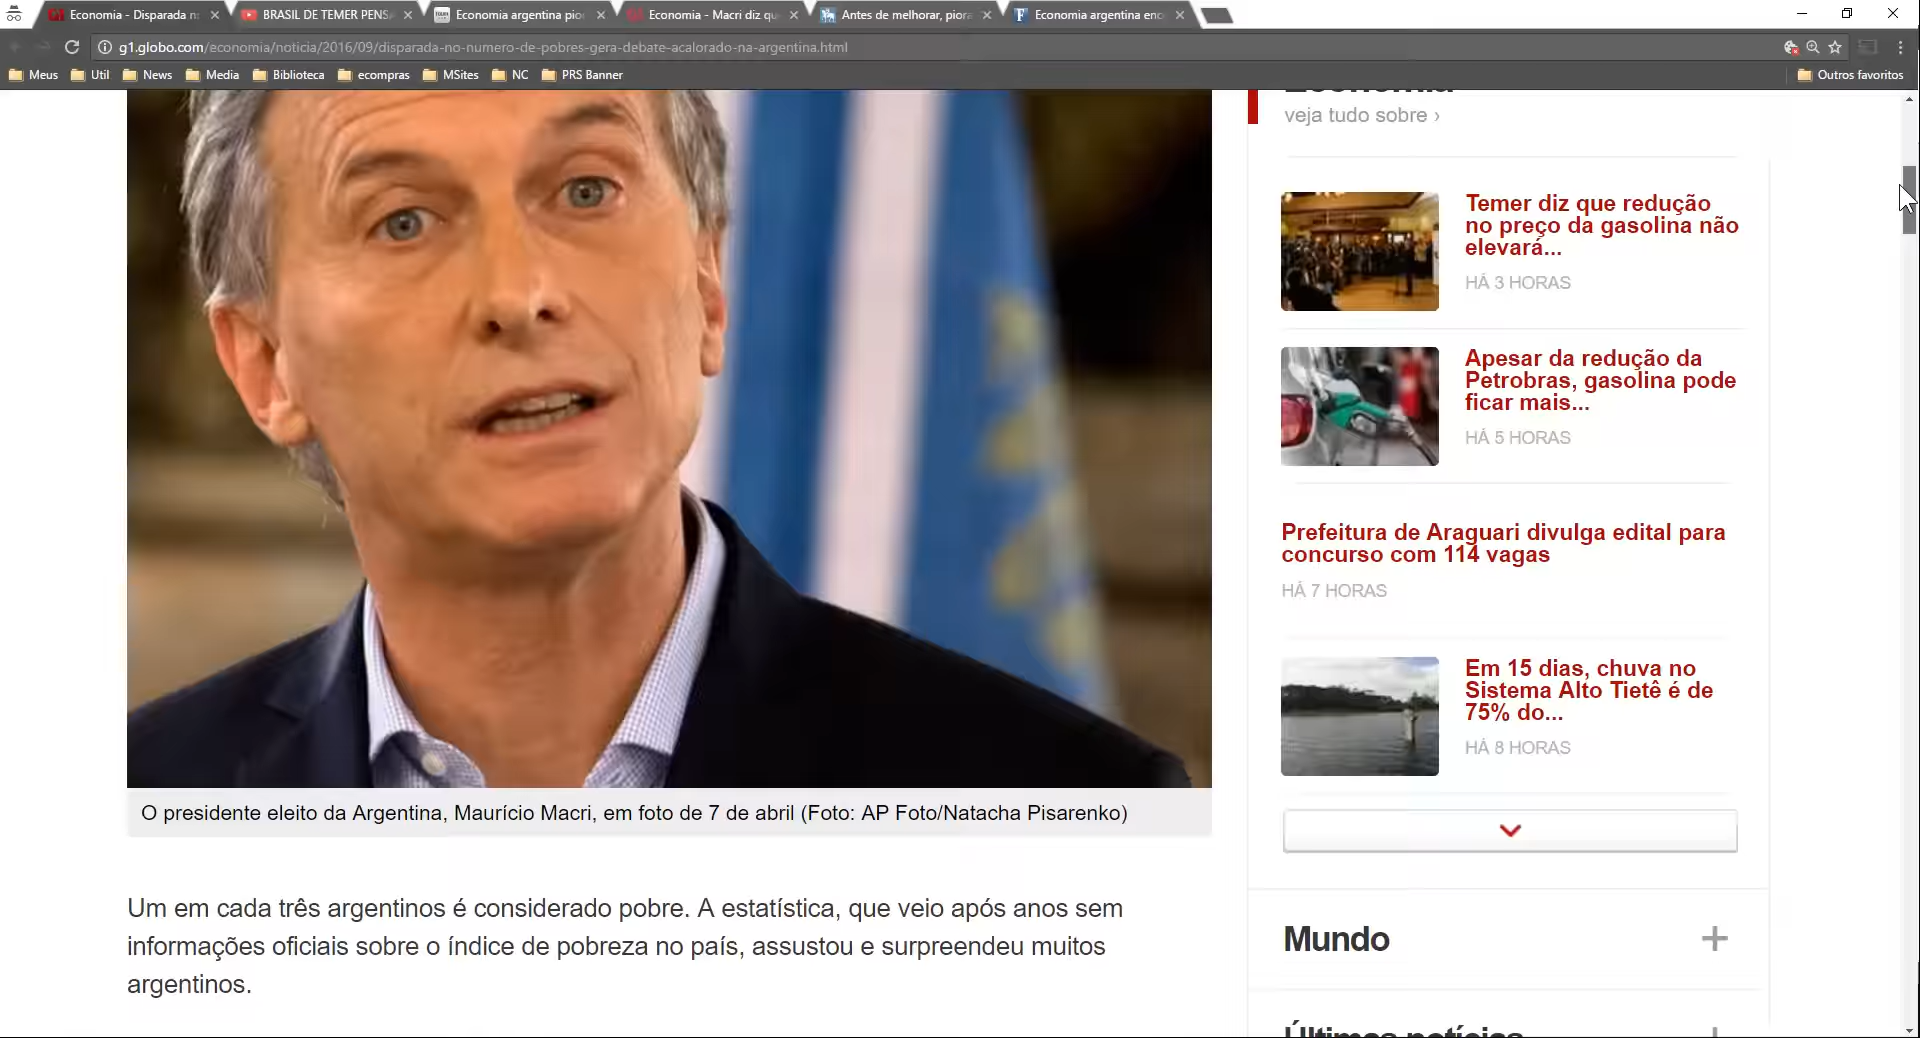 Economia - Disparada n
BRASIL DE TEMER PENS
Economia argentina pio
Economia - Macri diz qu
Antes de melhorar, piora
Economia argentina enc
g1.globo.com/economia/noticia/2016/09/disparada-no-numero-de-pobres-gera-debate-acalorado-na-argentina.html
Meus
Util
News
Media
Biblioteca
ecompras
MSites
NC
PRS Banner
Outros favoritos
O presidente eleito da Argentina, Maurício Macri, em foto de 7 de abril (Foto: AP Foto/Natacha Pisarenko)
Um em cada três argentinos é considerado pobre. A estatística, que veio após anos sem
informações oficiais sobre o índice de pobreza no país, assustou e surpreendeu muitos
argentinos.
Economia
veja tudo sobre ›
Temer diz que redução
no preço da gasolina não
elevará...
HÁ 3 HORAS
Apesar da redução da
Petrobras, gasolina pode
ficar mais...
HÁ 5 HORAS
Prefeitura de Araguari divulga edital para
concurso com 114 vagas
HÁ 7 HORAS
Em 15 dias, chuva no
Sistema Alto Tietê é de
75% do...
HÁ 8 HORAS
Mundo
Últimas notícias